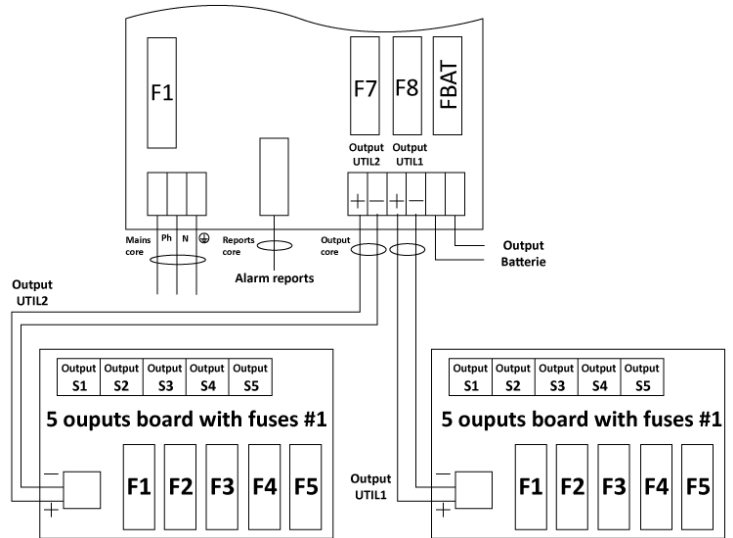 F1
F7
F8
FBAT
Output
UTIL2
Output
UTIL1
+ − + −
Mains
core
Ph
N
Reports
core
Output
core
Alarm reports
Output
Batterie
Output
UTIL2
Output
S1
Output
S2
Output
S3
Output
S4
Output
S5
5 ouputs board with fuses #1
−
+
F1
F2
F3
F4
F5
Output
UTIL1
Output
S1
Output
S2
Output
S3
Output
S4
Output
S5
5 ouputs board with fuses #1
−
+
F1
F2
F3
F4
F5